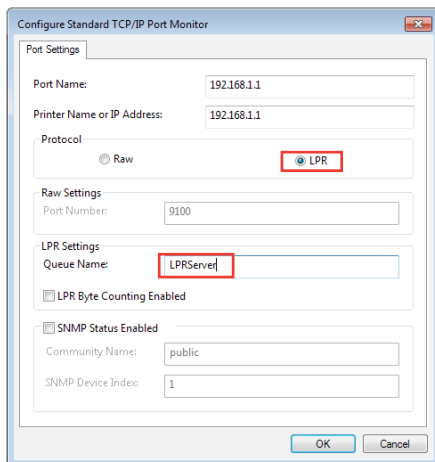 Configure Standard TCP/IP Port Monitor
Port Settings
Port Name: 192.168.1.1
Printer Name or IP Address: 192.168.1.1
Protocol
Raw LPR
Raw Settings
Port Number: 9100
LPR Settings
Queue Name: LPRServer
LPR Byte Counting Enabled
SNMP Status Enabled
Community Name: public
SNMP Device Index: 1
OK Cancel